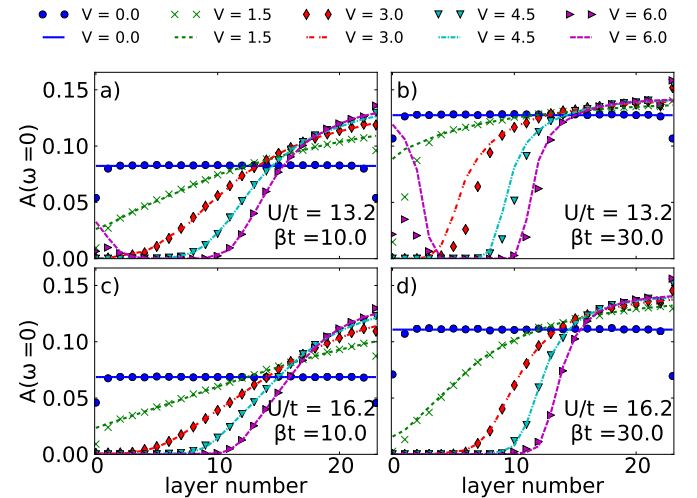 V = 0.0 V = 1.5 V = 3.0 V = 4.5 V = 6.0
V = 0.0 V = 1.5 V = 3.0 V = 4.5 V = 6.0
a) b)
0.15
0.10
0.05
0.00
A(ω=0)
U/t = 13.2 U/t = 13.2
βt =10.0 βt =30.0
c) d)
0.15
0.10
0.05
0.00
A(ω=0)
U/t = 16.2 U/t = 16.2
βt =10.0 βt =30.0
0 10 20 0 10 20
layer number layer number